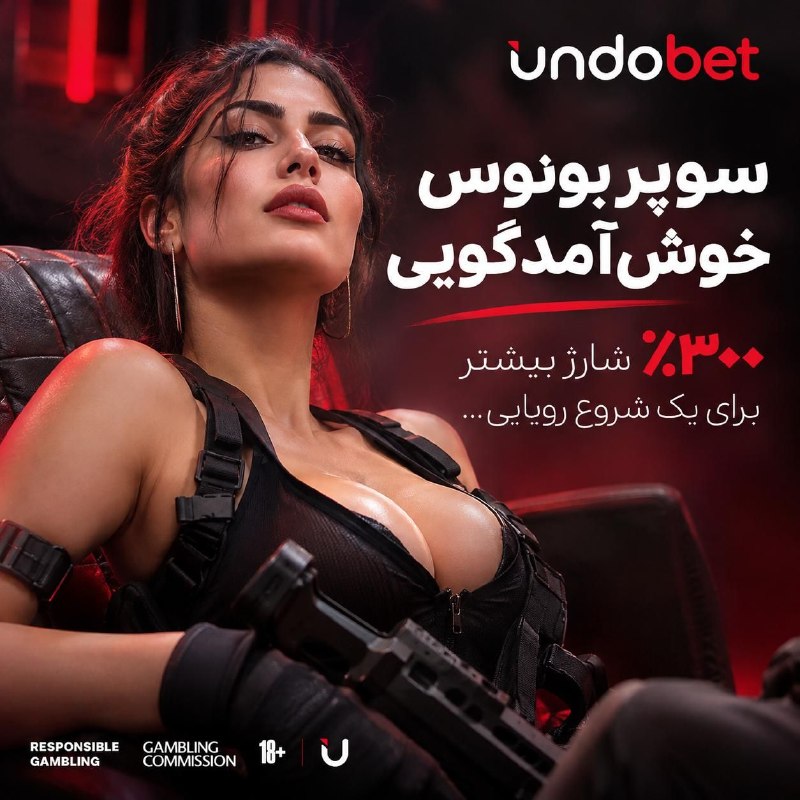 undobet
سوپر بونوس
خوش‌آمدگویی
٪۳۰۰ شارژ بیشتر
برای یک شروع رویایی...
RESPONSIBLE
GAMBLING
GAMBLING
COMMISSION
18+
U